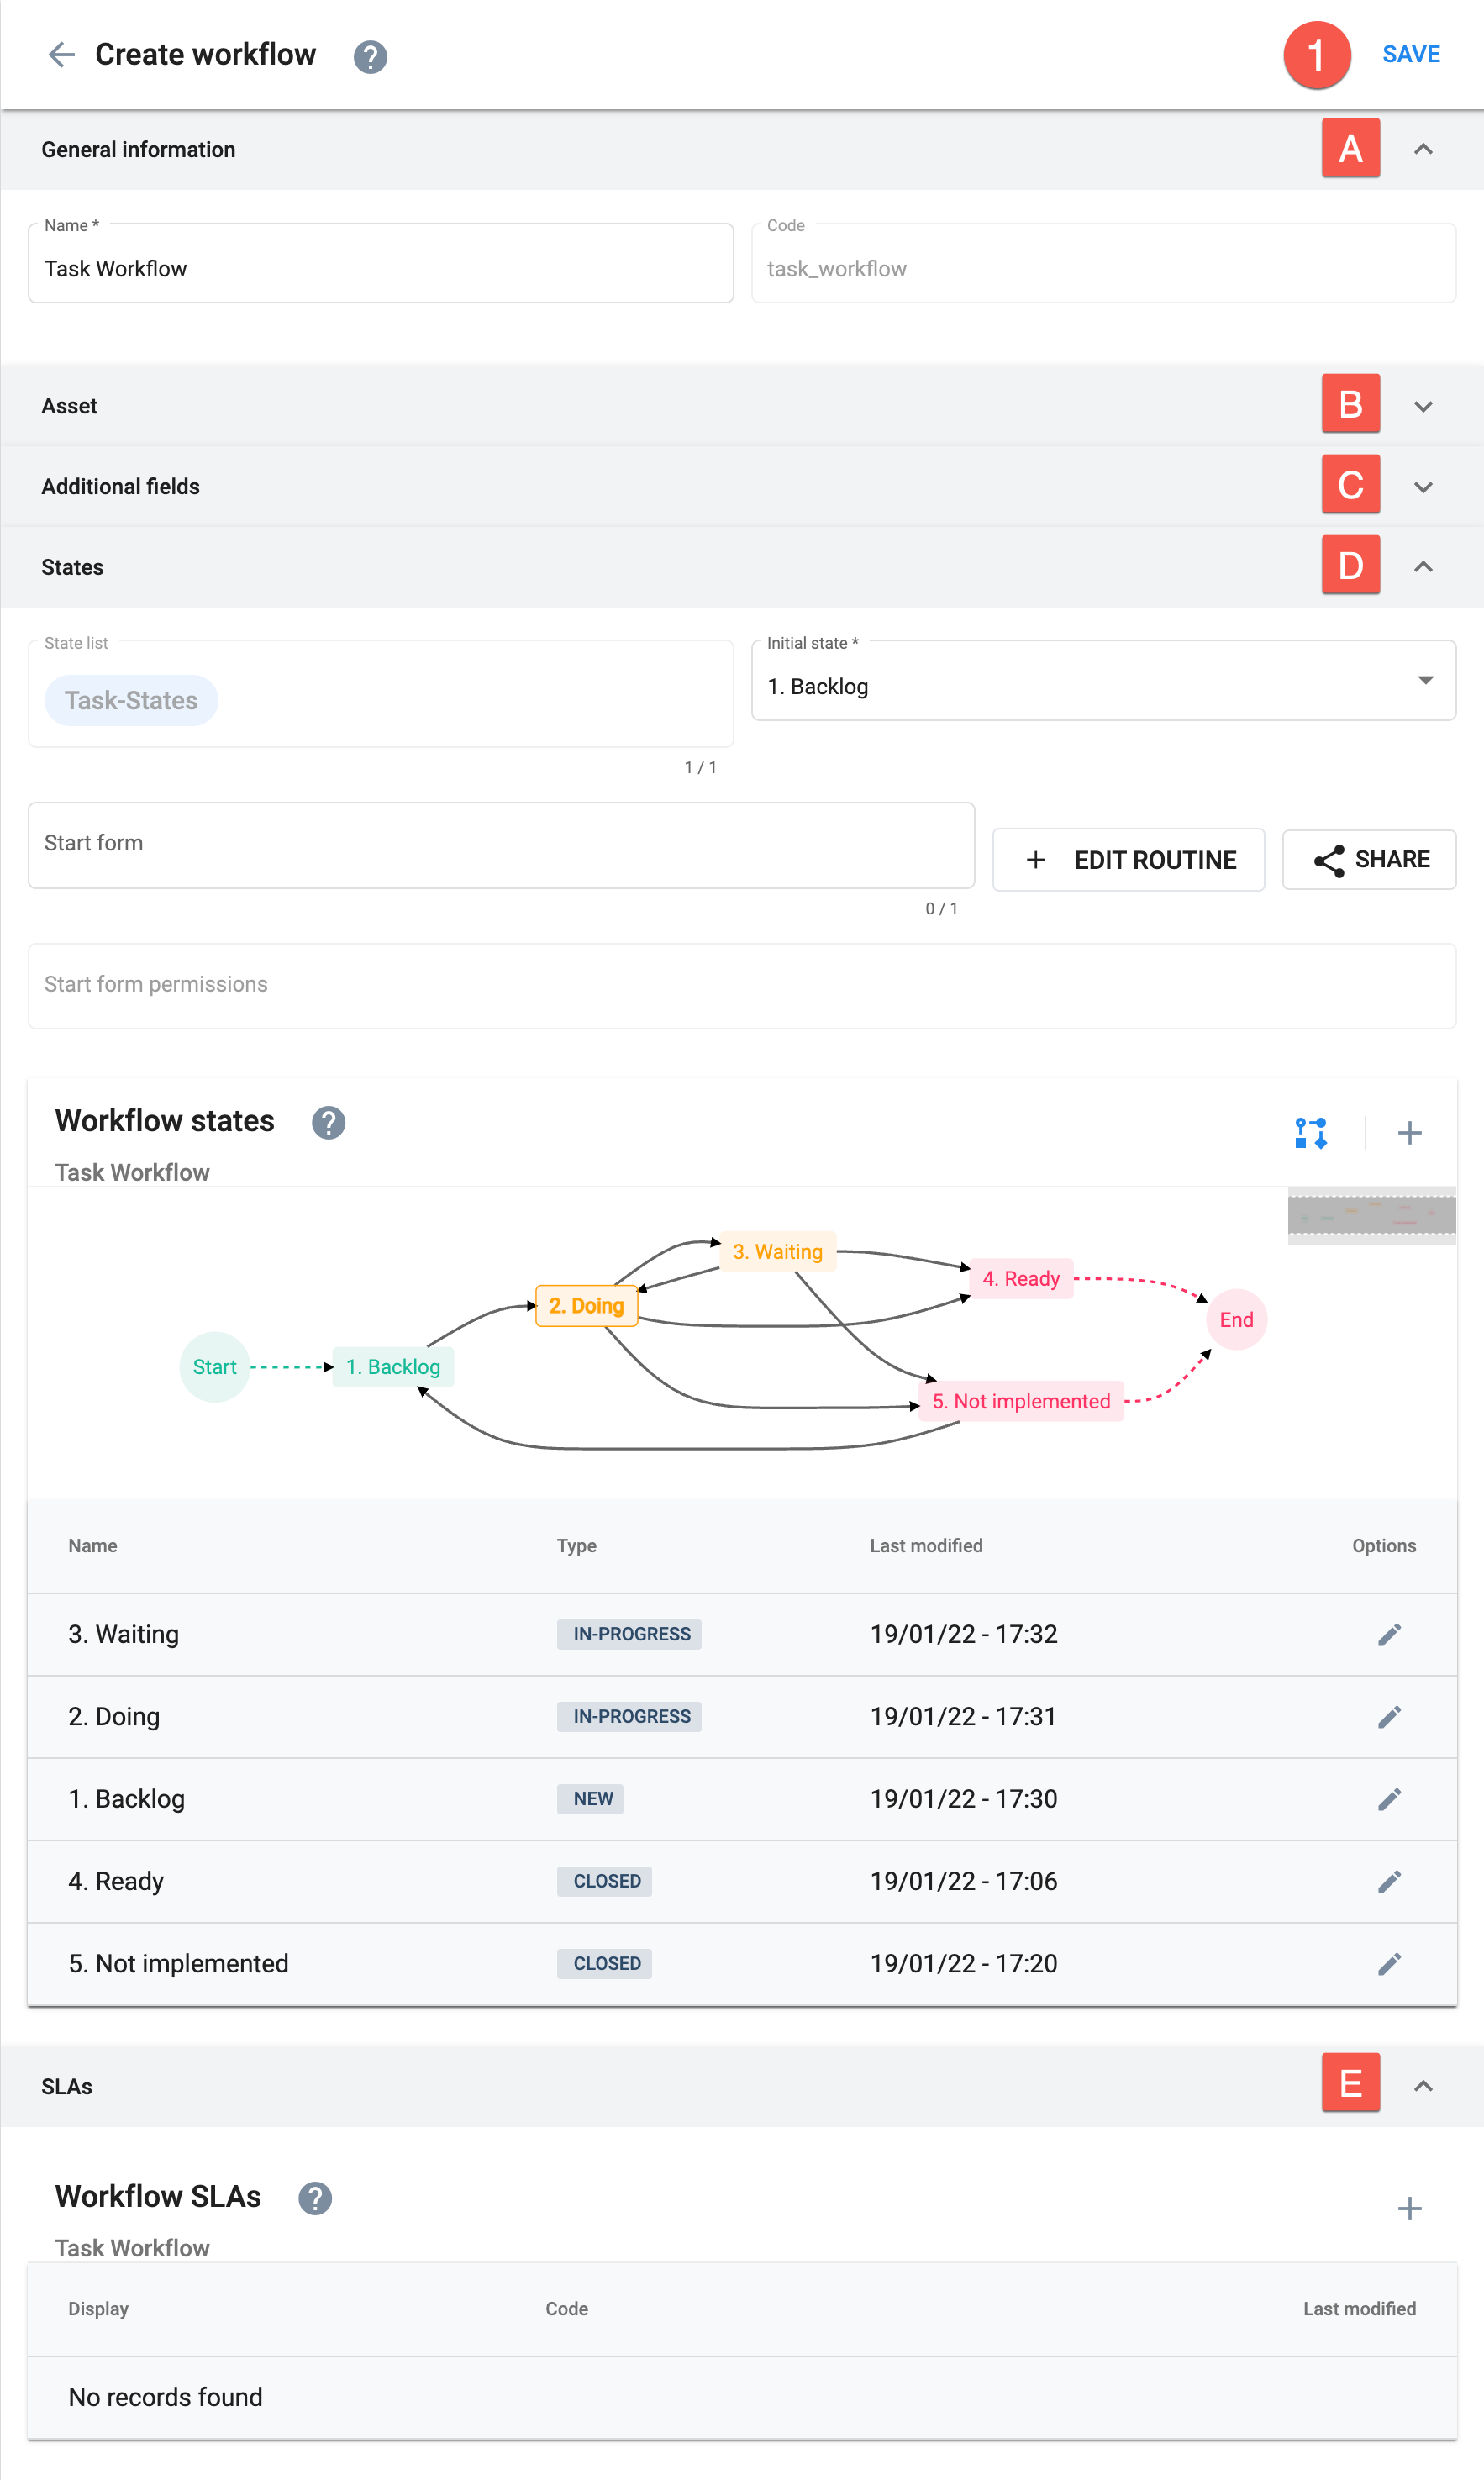 Create workflow ? 1 SAVE
General information A
Name * Code
Task Workflow task_workflow
Asset B
Additional fields C
States D
State list Initial state *
Task-States 1. Backlog
1 / 1
Start form + EDIT ROUTINE SHARE
0 / 1
Start form permissions
Workflow states ?
Task Workflow
3. Waiting
4. Ready
2. Doing
End
Start 1. Backlog
5. Not implemented
Name Type Last modified Options
3. Waiting IN-PROGRESS 19/01/22 - 17:32
2. Doing IN-PROGRESS 19/01/22 - 17:31
1. Backlog NEW 19/01/22 - 17:30
4. Ready CLOSED 19/01/22 - 17:06
5. Not implemented CLOSED 19/01/22 - 17:20
SLAs E
Workflow SLAs ?
Task Workflow
Display Code Last modified
No records found